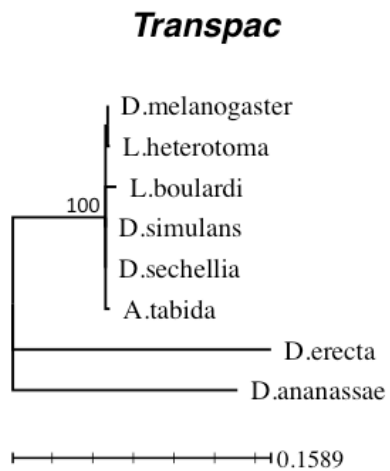 Transpac
D.melanogaster
L.heterotoma
L.boulardi
100
D.simulans
D.sechellia
A.tabida
D.erecta
D.ananassae
0.1589